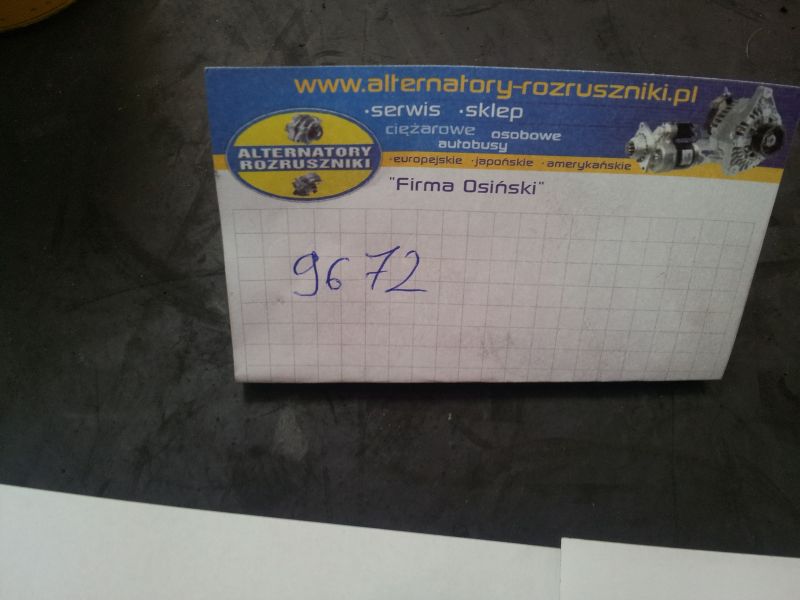 www.alternatory-rozruszniki.pl
·serwis ·sklep
ciężarowe osobowe
autobusy
·europejskie ·japońskie ·amerykańskie
ALTERNATORY
ROZRUSZNIKI
"Firma Osiński"
9672